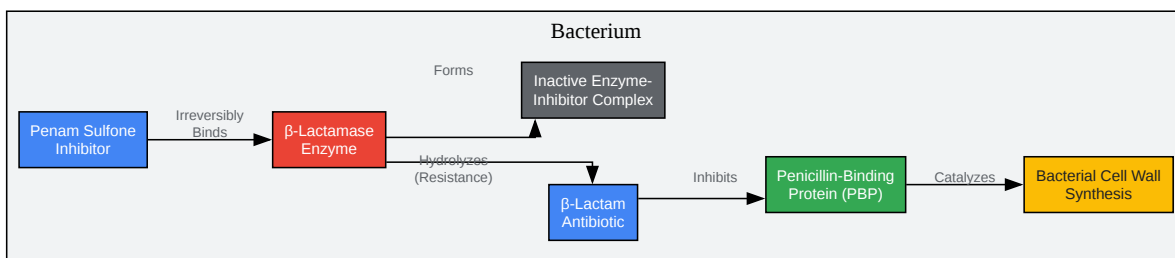 Bacterium
Forms
Inactive Enzyme-
Inhibitor Complex
Penam Sulfone
Inhibitor
Irreversibly
Binds
β-Lactamase
Enzyme
Hydrolyzes
(Resistance)
β-Lactam
Antibiotic
Inhibits
Penicillin-Binding
Protein (PBP)
Catalyzes
Bacterial Cell Wall
Synthesis